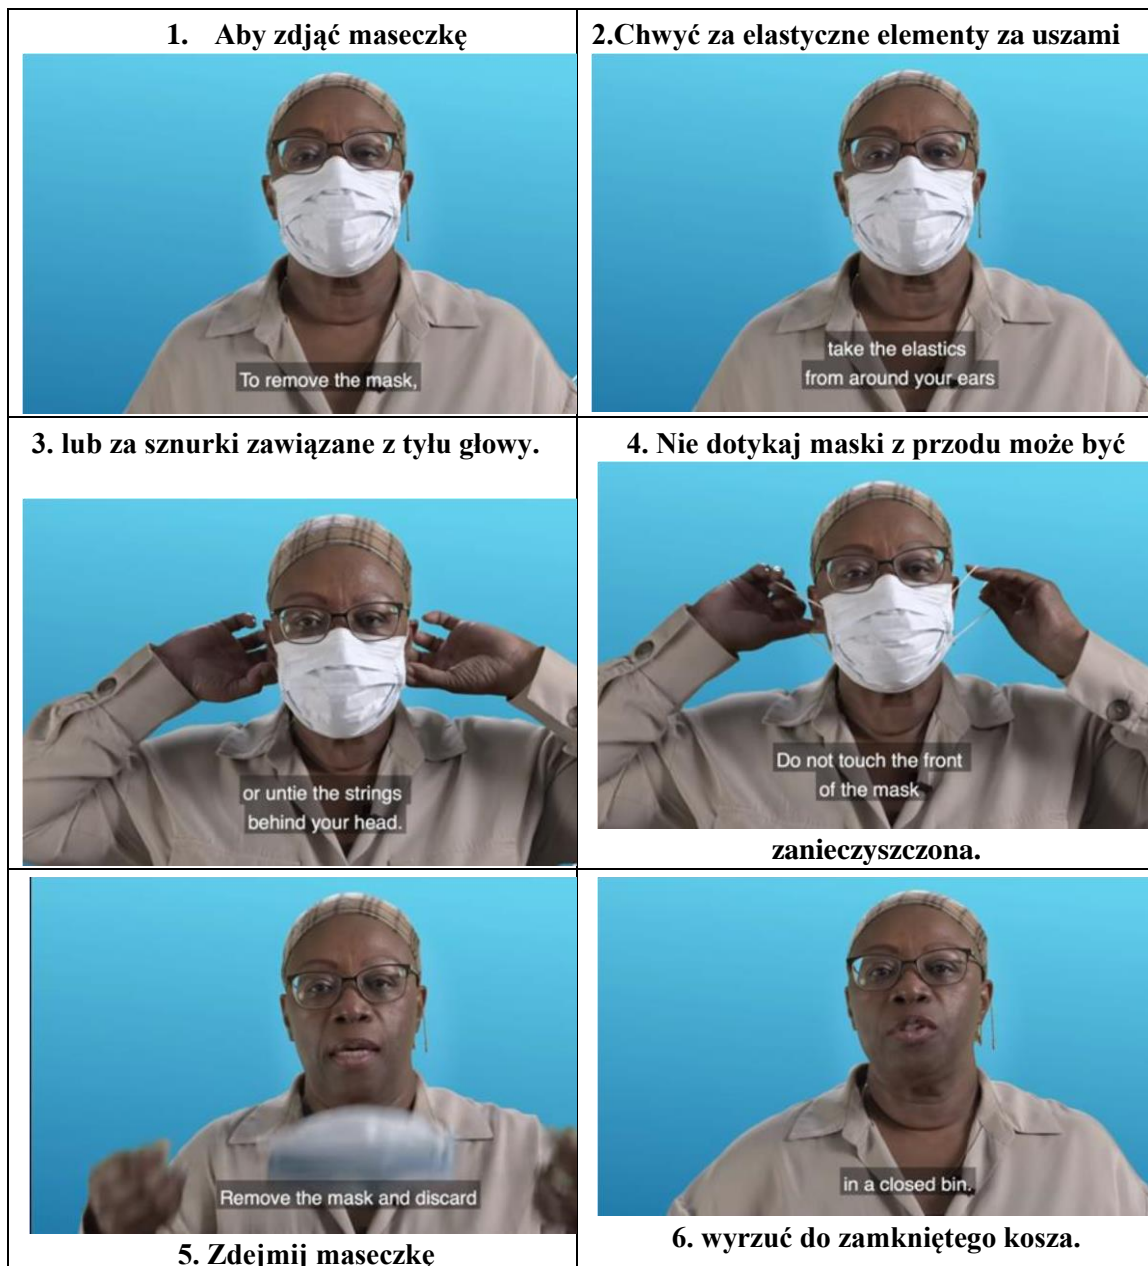 1. Aby zdjąć maseczkę
To remove the mask,
2.Chwyć za elastyczne elementy za uszami
take the elastics
from around your ears
3. lub za sznurki zawiązane z tyłu głowy.
or untie the strings
behind your head.
4. Nie dotykaj maski z przodu może być
Do not touch the front
of the mask
zanieczyszczona.
Remove the mask and discard
5. Zdejmij maseczkę
in a closed bin.
6. wyrzuć do zamkniętego kosza.